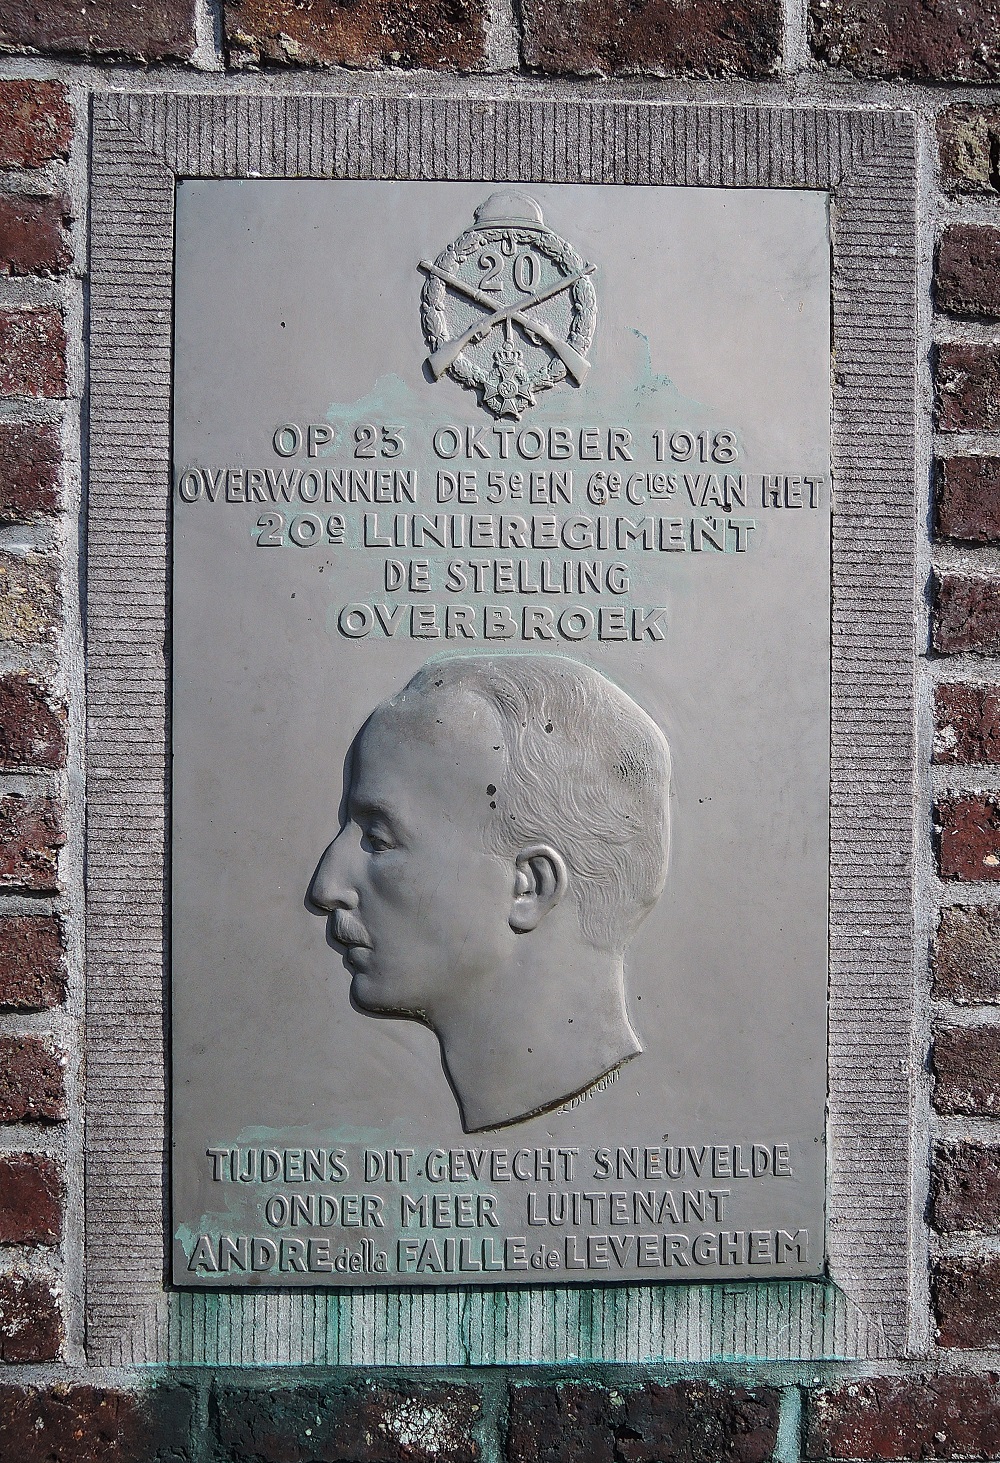 20
OP 23 OKTOBER 1918
OVERWONNEN DE 5e EN 6e Cies VAN HET
20e LINIEREGIMENT
DE STELLING
OVERBROEK
TIJDENS DIT GEVECHT SNEUVELDE
ONDER MEER LUITENANT
ANDRE della FAILLE de LEVERGHEM